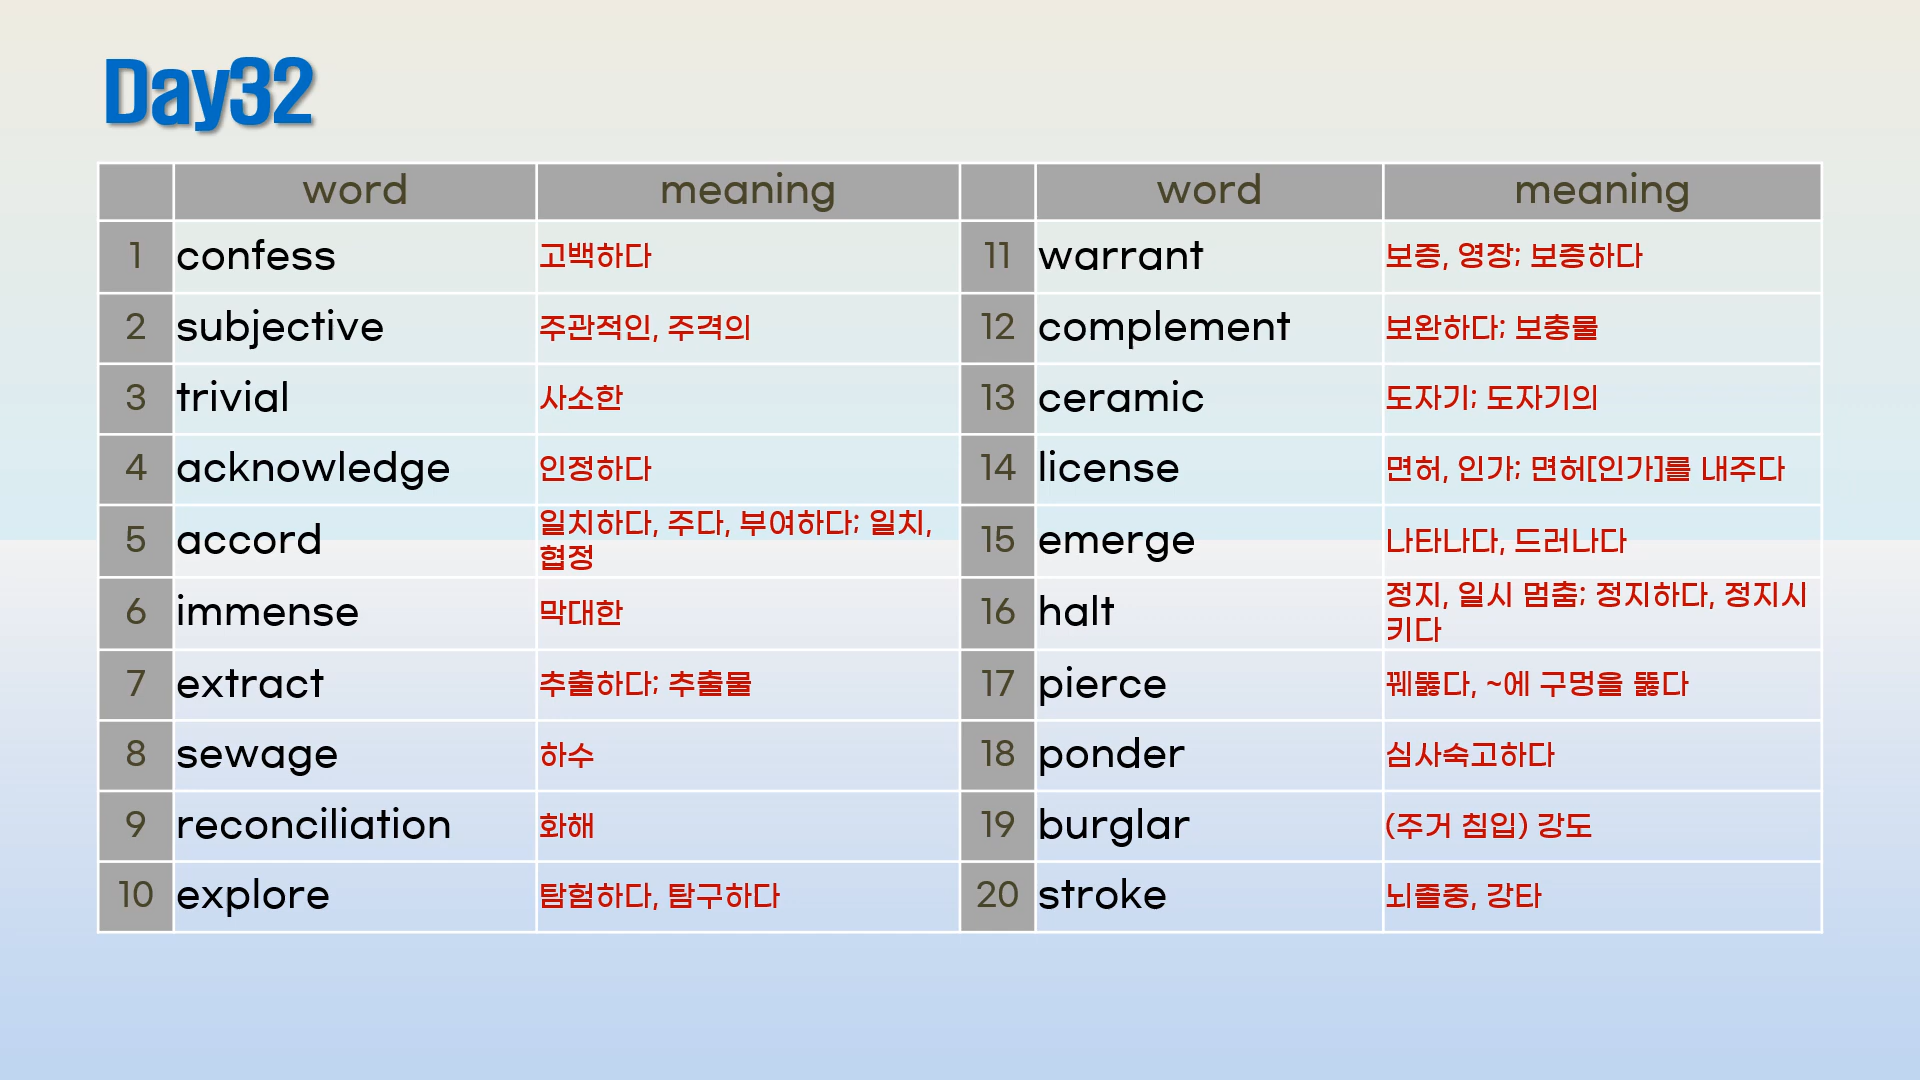 Day32
word meaning word meaning
1 confess 고백하다 11 warrant 보증, 영장; 보증하다
2 subjective 주관적인, 주격의 12 complement 보완하다; 보충물
3 trivial 사소한 13 ceramic 도자기; 도자기의
4 acknowledge 인정하다 14 license 면허, 인가; 면허[인가]를 내주다
5 accord 일치하다, 주다, 부여하다; 일치,
협정 15 emerge 나타나다, 드러나다
6 immense 막대한 16 halt 정지, 일시 멈춤; 정지하다, 정지시
키다
7 extract 추출하다; 추출물 17 pierce 꿰뚫다, ~에 구멍을 뚫다
8 sewage 하수 18 ponder 심사숙고하다
9 reconciliation 화해 19 burglar (주거 침입) 강도
10 explore 탐험하다, 탐구하다 20 stroke 뇌졸중, 강타